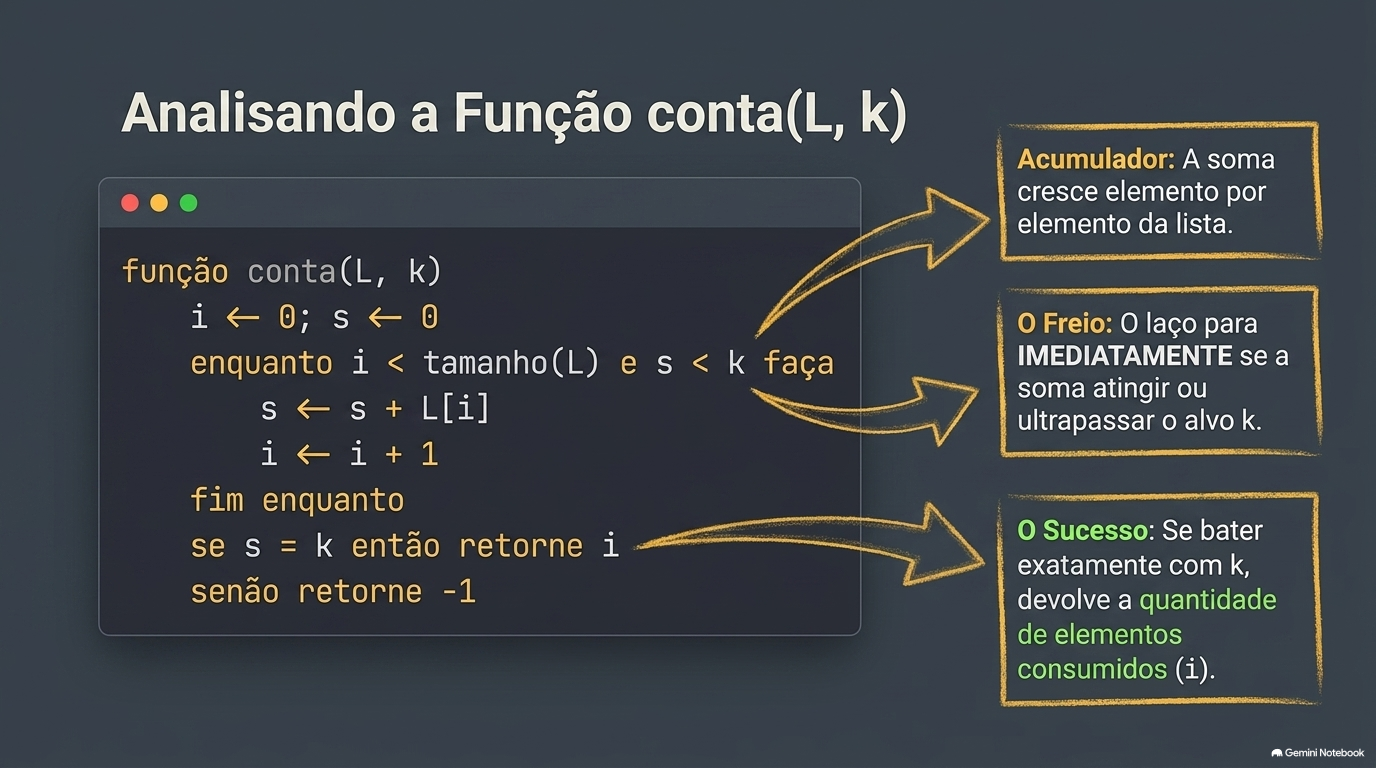 Analisando a Função conta(L, k)
função conta(L, k)
i ← 0; s ← 0
enquanto i < tamanho(L) e s < k faça
s ← s + L[i]
i ← i + 1
fim enquanto
se s = k então retorne i
senão retorne -1
Acumulador: A soma
cresce elemento por
elemento da lista.
O Freio: O laço para
IMEDIATAMENTE se a
soma atingir ou
ultrapassar o alvo k.
O Sucesso: Se bater
exatamente com k,
devolve a quantidade
de elementos
consumidos (i).
Gemini Notebook